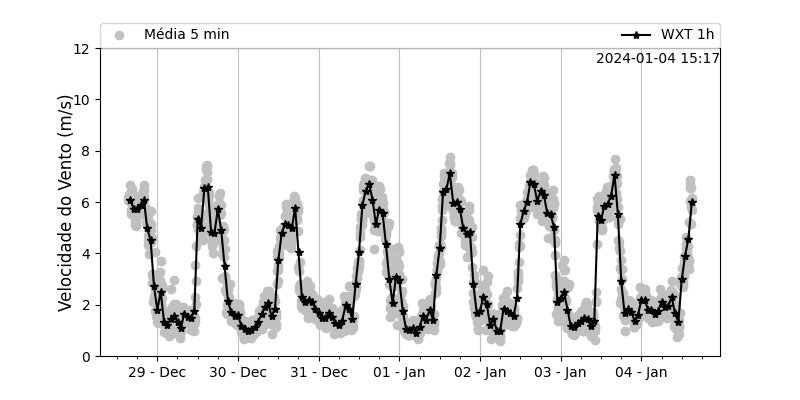 Média 5 min
WXT 1h
2024-01-04 15:17
Velocidade do Vento (m/s)
12
10
8
6
4
2
0
29 - Dec
30 - Dec
31 - Dec
01 - Jan
02 - Jan
03 - Jan
04 - Jan